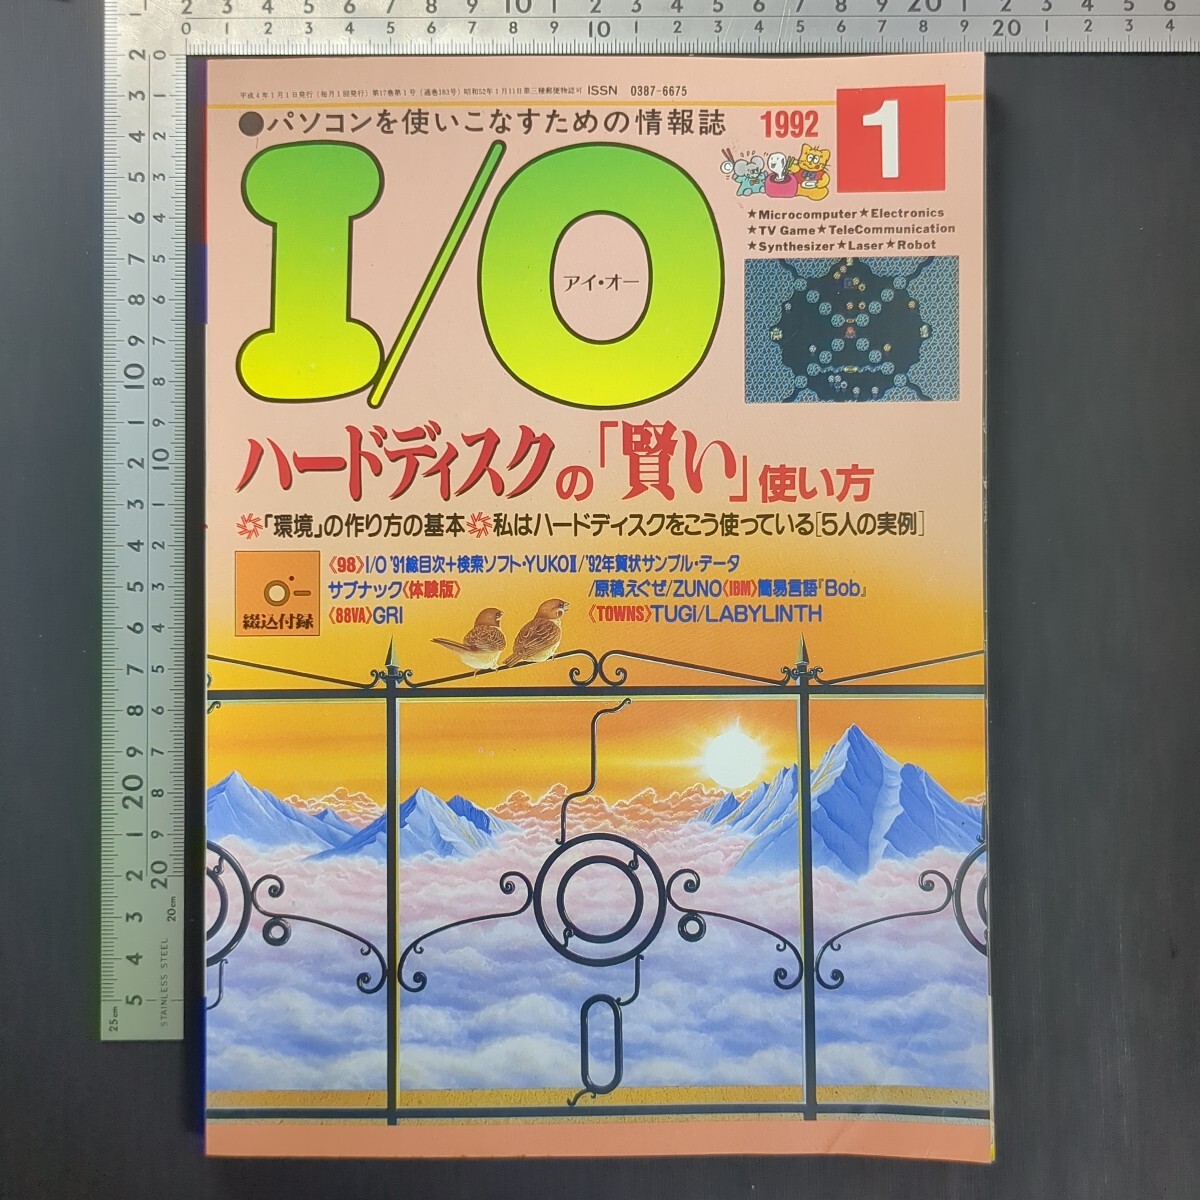 平成4年1月1日発行(毎月1回発行)第17巻第1号(通巻183号)昭和52年1月11日第三種郵便物認可 ISSN 0387-6675
●パソコンを使いこなすための情報誌 1992 1
I/O
アイ・オー
★Microcomputer★Electronics
★TV Game★TeleCommunication
★Synthesizer★Laser★Robot
ハードディスクの「賢い」使い方
「環境」の作り方の基本 私はハードディスクをこう使っている[5人の実例]
綴込付録
《98》I/O '91総目次+検索ソフト・YUKOⅡ/'92年賀状サンプル・データ
サブナック《体験版》/原稿えぐぜ/ZUNO《IBM》簡易言語『Bob』
《88VA》GRI《TOWNS》TUGi/LABYLINTH
STAINLESS STEEL
20cm
25cm